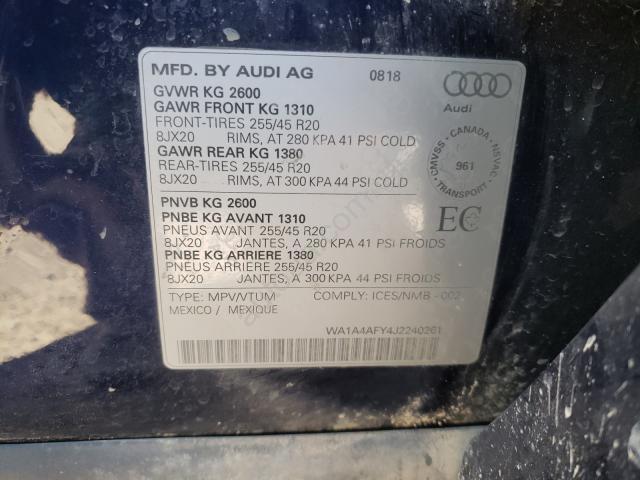 MFD. BY AUDI AG 0818
GVWR KG 2600
GAWR FRONT KG 1310
FRONT-TIRES 255/45 R20
8JX20 RIMS, AT 280 KPA 41 PSI COLD
GAWR REAR KG 1380
REAR-TIRES 255/45 R20
8JX20 RIMS, AT 300 KPA 44 PSI COLD
Audi
CMVSS - CANADA - NSVAC
961
TRANSPORT
PNVB KG 2600
PNBE KG AVANT 1310
PNEUS AVANT 255/45 R20
8JX20 JANTES, A 280 KPA 41 PSI FROIDS
PNBE KG ARRIERE 1380
PNEUS ARRIERE 255/45 R20
8JX20 JANTES, A 300 KPA 44 PSI FROIDS
EC
TYPE: MPV/VTUM COMPLY: ICES/NMB - 002
MEXICO / MEXIQUE
WA1A4AFY4J2240261